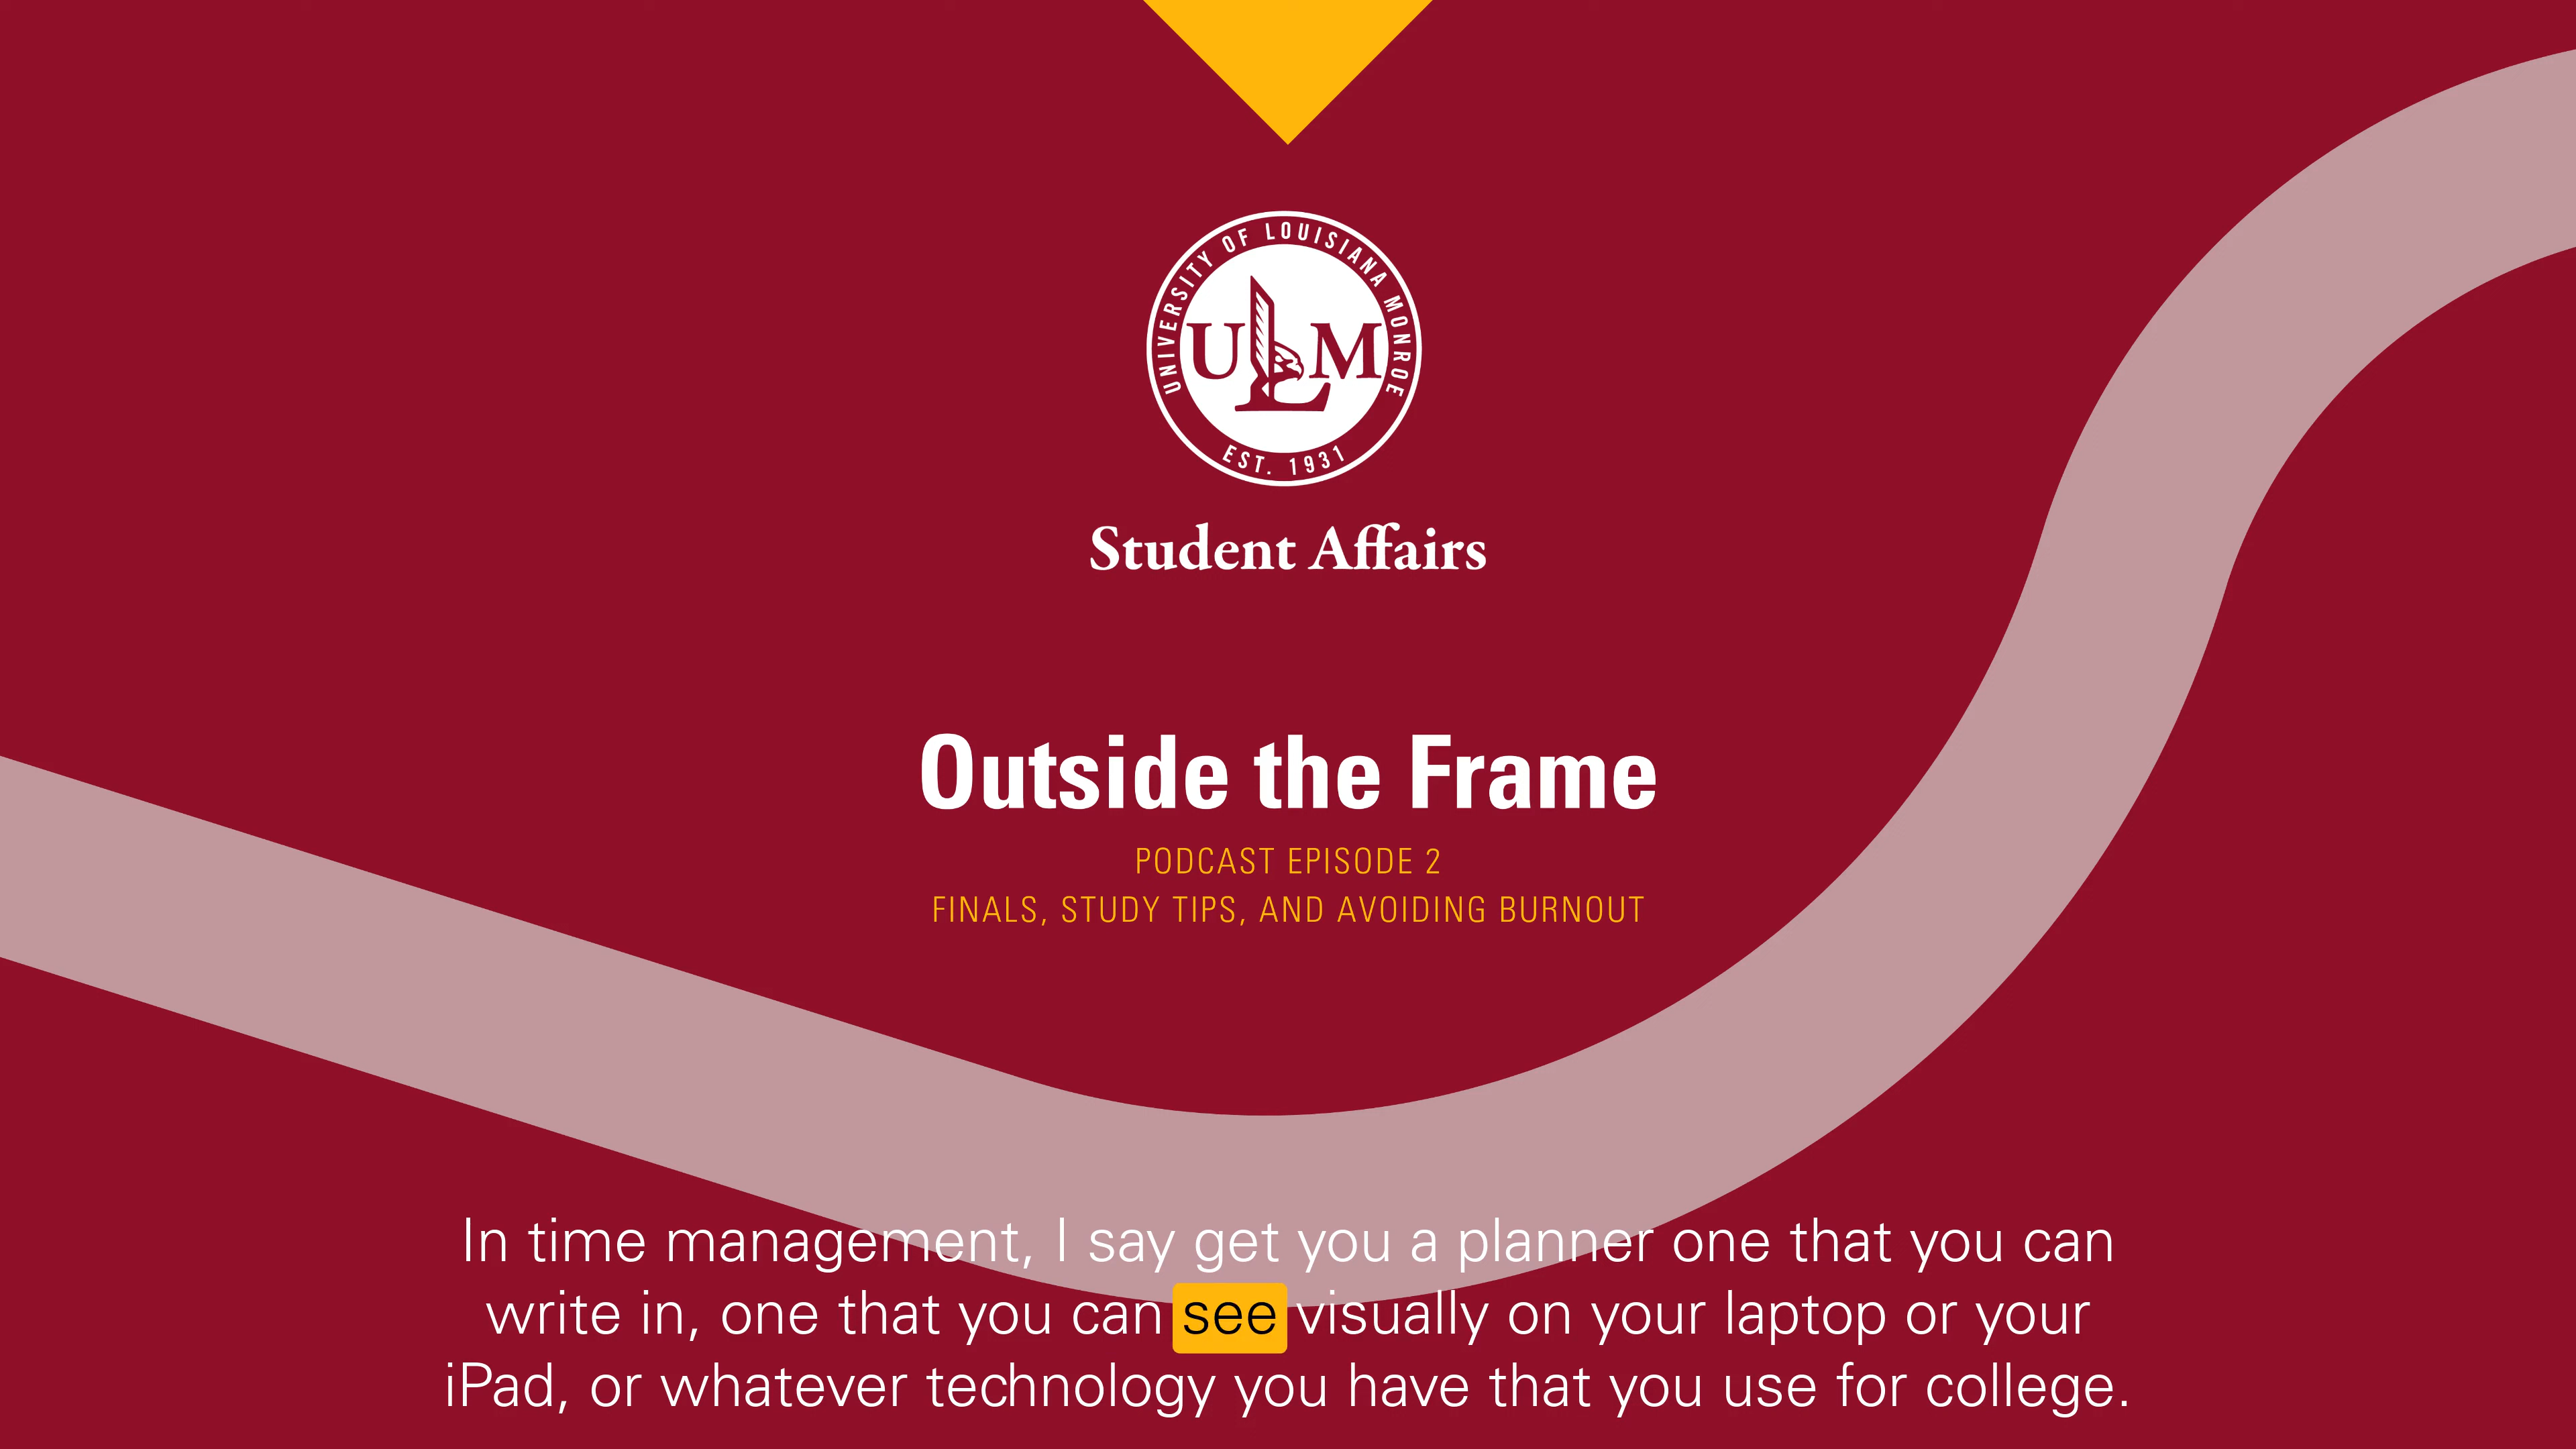 UNIVERSITY OF LOUISIANA MONROE
ULM
EST. 1931
Student Affairs
Outside the Frame
PODCAST EPISODE 2
FINALS, STUDY TIPS, AND AVOIDING BURNOUT
In time management, I say get you a planner one that you can
write in, one that you can see visually on your laptop or your
iPad, or whatever technology you have that you use for college.